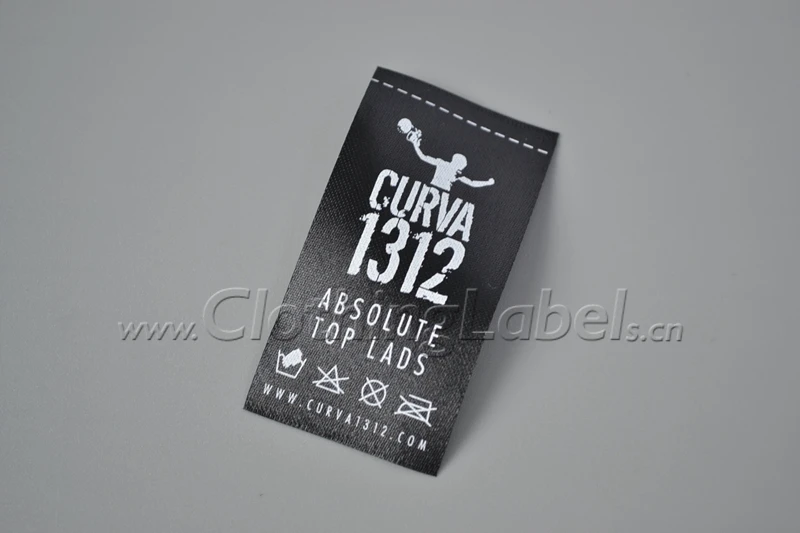 CURVA
1312
ABSOLUTE
TOP LADS
WWW.CURVA1312.COM
www.ClothingLabels.cn